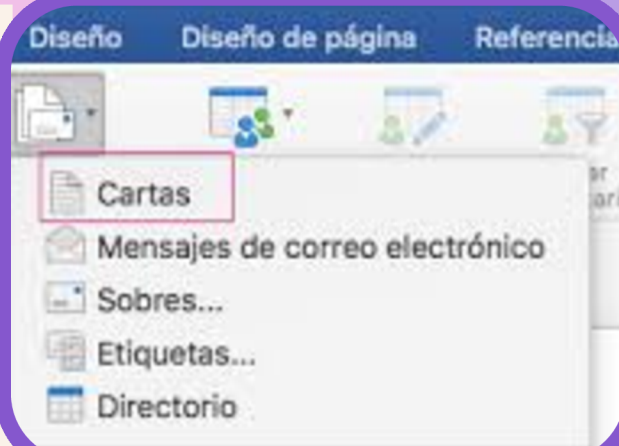 Diseño Diseño de página Referencia
Cartas
Mensajes de correo electrónico
Sobres...
Etiquetas...
Directorio